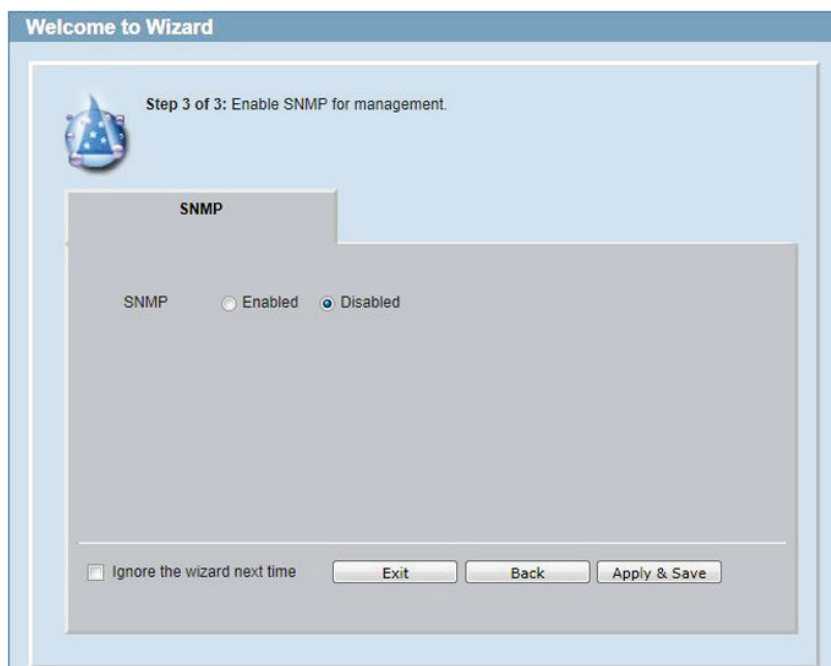 Welcome to Wizard
Step 3 of 3: Enable SNMP for management.
SNMP
SNMP Enabled Disabled
Ignore the wizard next time Exit Back Apply & Save